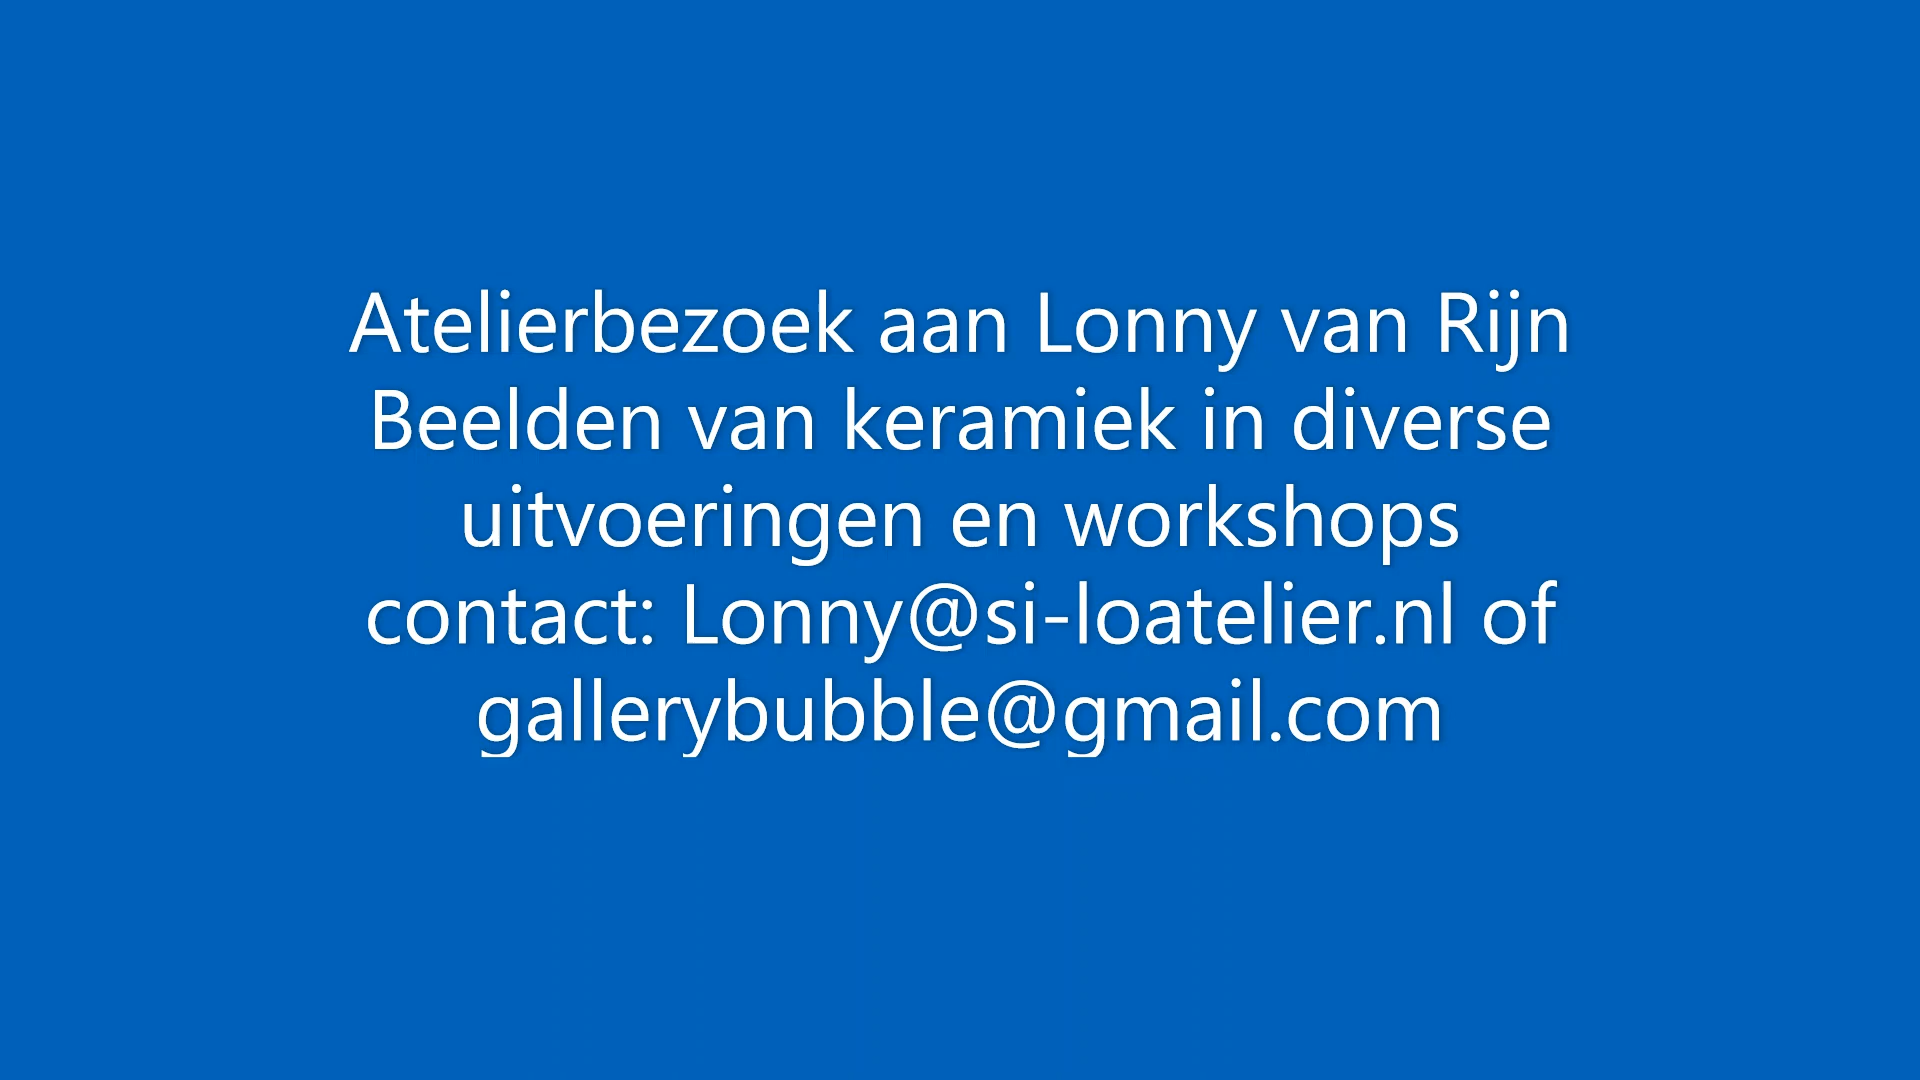 Atelierbezoek aan Lonny van Rijn
Beelden van keramiek in diverse
uitvoeringen en workshops
contact: Lonny@si-loatelier.nl of
gallerybubble@gmail.com